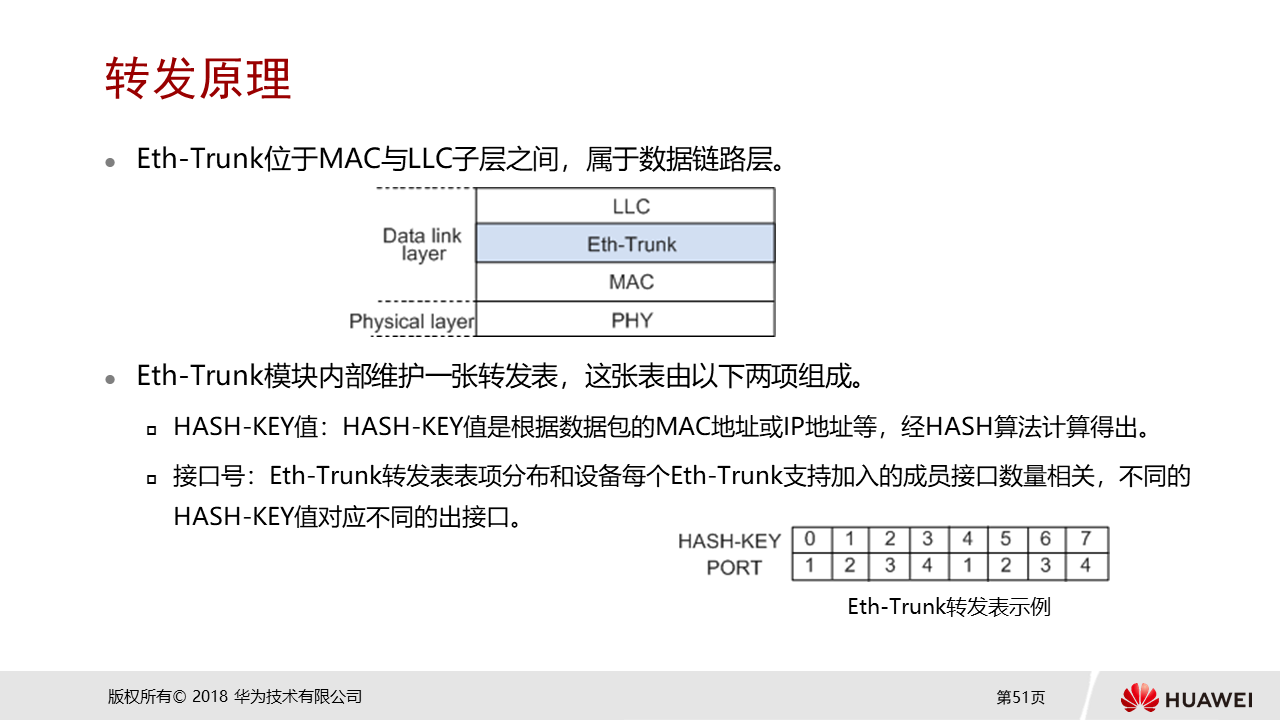 转发原理
Eth-Trunk位于MAC与LLC子层之间，属于数据链路层。
LLC
Data link
layer
Eth-Trunk
MAC
Physical layer
PHY
Eth-Trunk模块内部维护一张转发表，这张表由以下两项组成。
HASH-KEY值：HASH-KEY值是根据数据包的MAC地址或IP地址等，经HASH算法计算得出。
接口号：Eth-Trunk转发表表项分布和设备每个Eth-Trunk支持加入的成员接口数量相关，不同的
HASH-KEY值对应不同的出接口。
HASH-KEY 0 1 2 3 4 5 6 7
PORT 1 2 3 4 1 2 3 4
Eth-Trunk转发表示例
版权所有© 2018 华为技术有限公司
第51页
HUAWEI